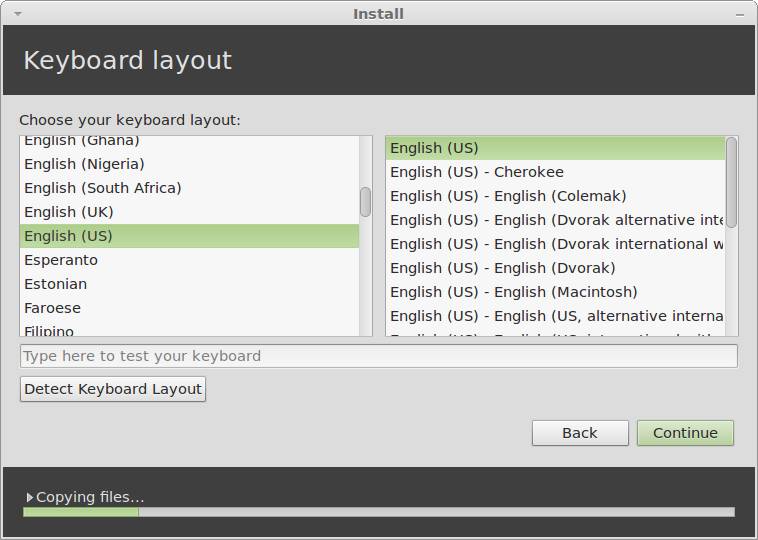 Install
Keyboard layout
Choose your keyboard layout:
English (Ghana)
English (Nigeria)
English (South Africa)
English (UK)
English (US)
Esperanto
Estonian
Faroese
Filipino
English (US)
English (US) - Cherokee
English (US) - English (Colemak)
English (US) - English (Dvorak alternative inte
English (US) - English (Dvorak international w
English (US) - English (Dvorak)
English (US) - English (Macintosh)
English (US) - English (US, alternative interna
Type here to test your keyboard
Detect Keyboard Layout
Back
Continue
Copying files...